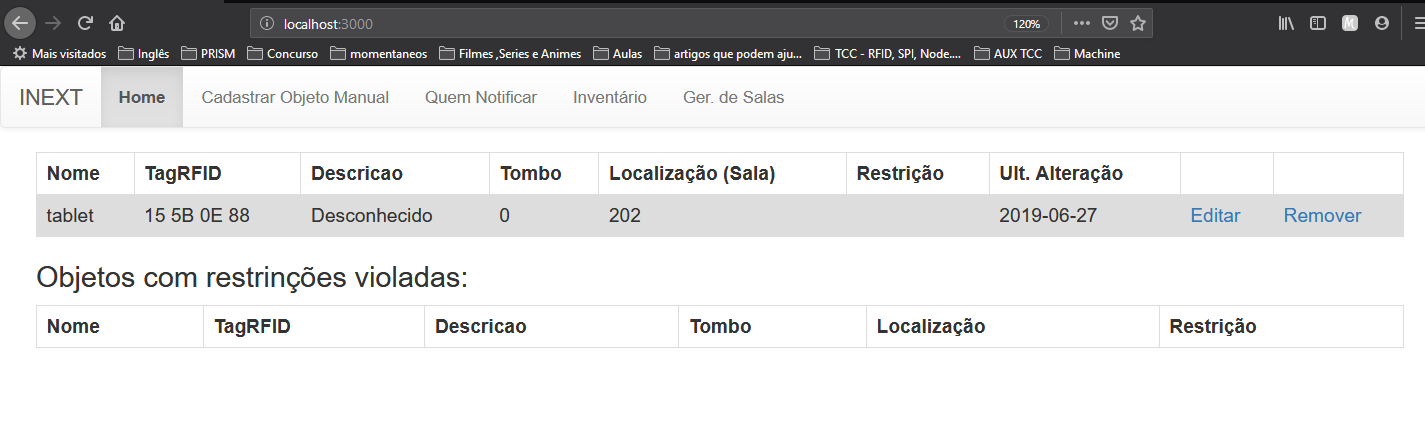 localhost:3000 120%
Mais visitados Inglês PRISM Concurso momentaneos Filmes ,Series e Animes Aulas artigos que podem aju... TCC - RFID, SPI, Node.... AUX TCC Machine
INEXT Home Cadastrar Objeto Manual Quem Notificar Inventário Ger. de Salas
Nome TagRFID Descricao Tombo Localização (Sala) Restrição Ult. Alteração
tablet 15 5B 0E 88 Desconhecido 0 202 2019-06-27 Editar Remover
Objetos com restrinções violadas:
Nome TagRFID Descricao Tombo Localização Restrição